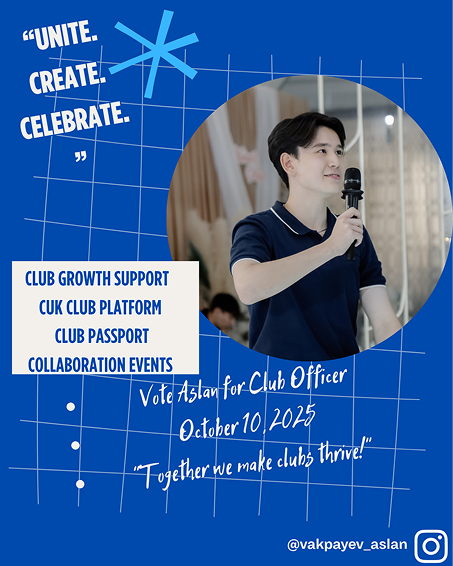 “UNITE.
CREATE.
CELEBRATE.
”
CLUB GROWTH SUPPORT
CUK CLUB PLATFORM
CLUB PASSPORT
COLLABORATION EVENTS
Vote Aslan for Club Officer
October 10, 2025
"Together we make clubs thrive!"
@vakpayev_aslan